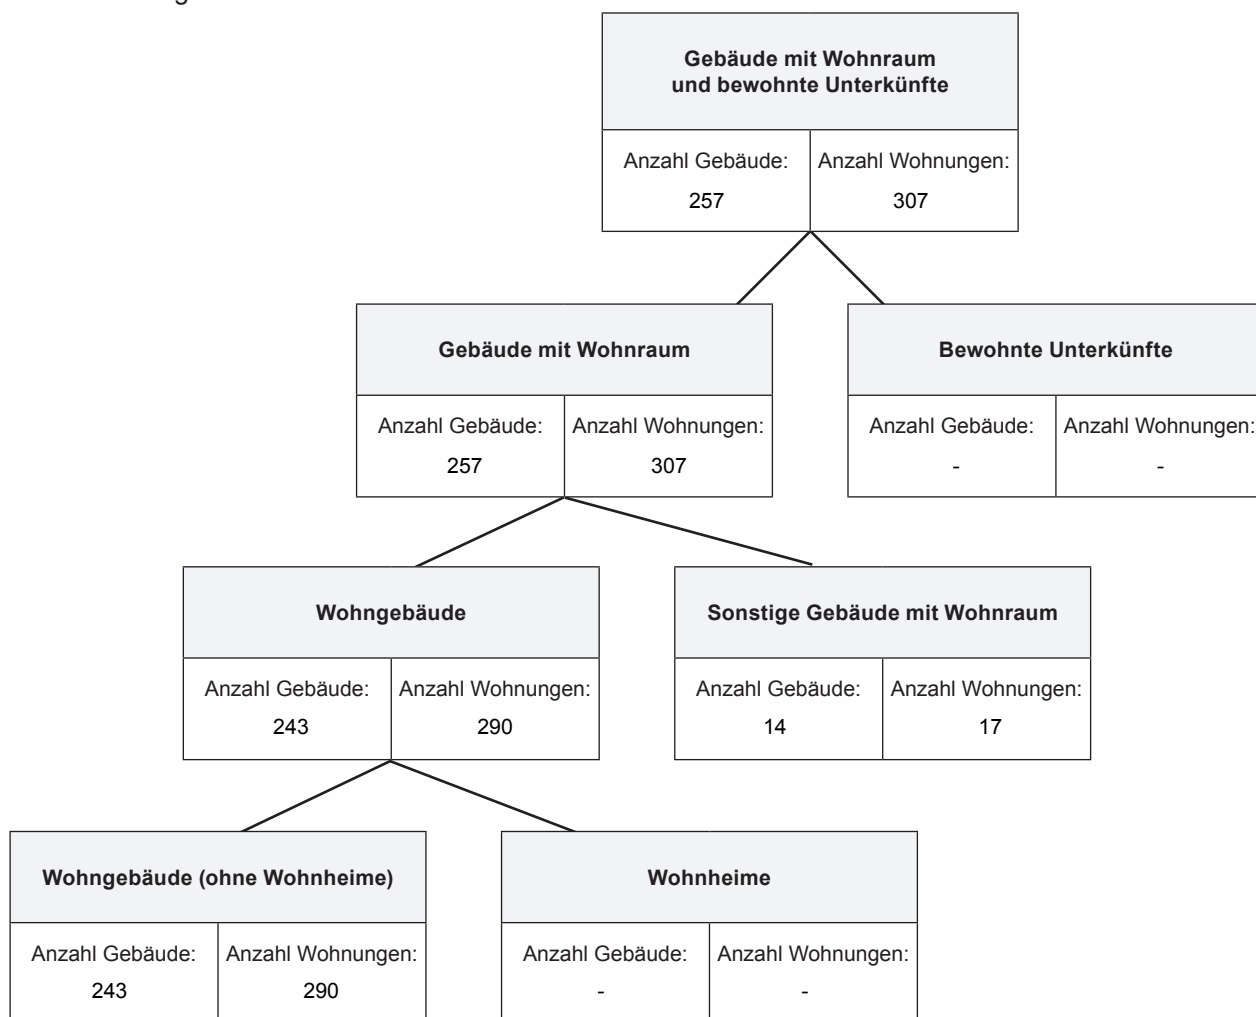 Gebäude mit Wohnraum
und bewohnte Unterkünfte
Anzahl Gebäude: Anzahl Wohnungen:
257 307
Gebäude mit Wohnraum
Bewohnte Unterkünfte
Anzahl Gebäude: Anzahl Wohnungen:
257 307
Anzahl Gebäude: Anzahl Wohnungen:
- -
Wohngebäude
Sonstige Gebäude mit Wohnraum
Anzahl Gebäude: Anzahl Wohnungen:
243 290
Anzahl Gebäude: Anzahl Wohnungen:
14 17
Wohngebäude (ohne Wohnheime)
Wohnheime
Anzahl Gebäude: Anzahl Wohnungen:
243 290
Anzahl Gebäude: Anzahl Wohnungen:
- -